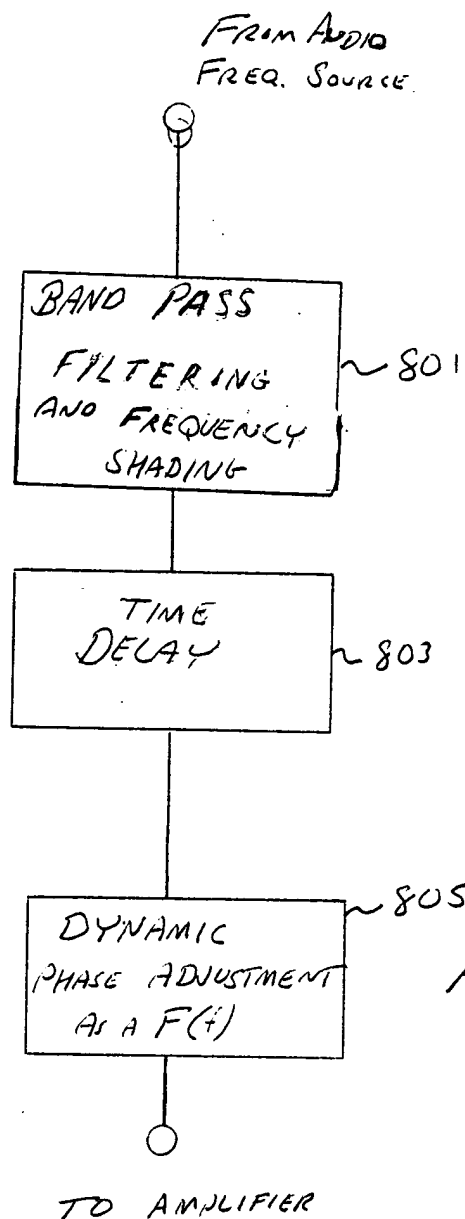 FROM AUDIO
FREQ. SOURCE
BAND PASS
FILTERING
AND FREQUENCY
SHADING
801
TIME
DELAY
803
805
DYNAMIC
PHASE ADJUSTMENT
AS A F(f)
TO AMPLIFIER